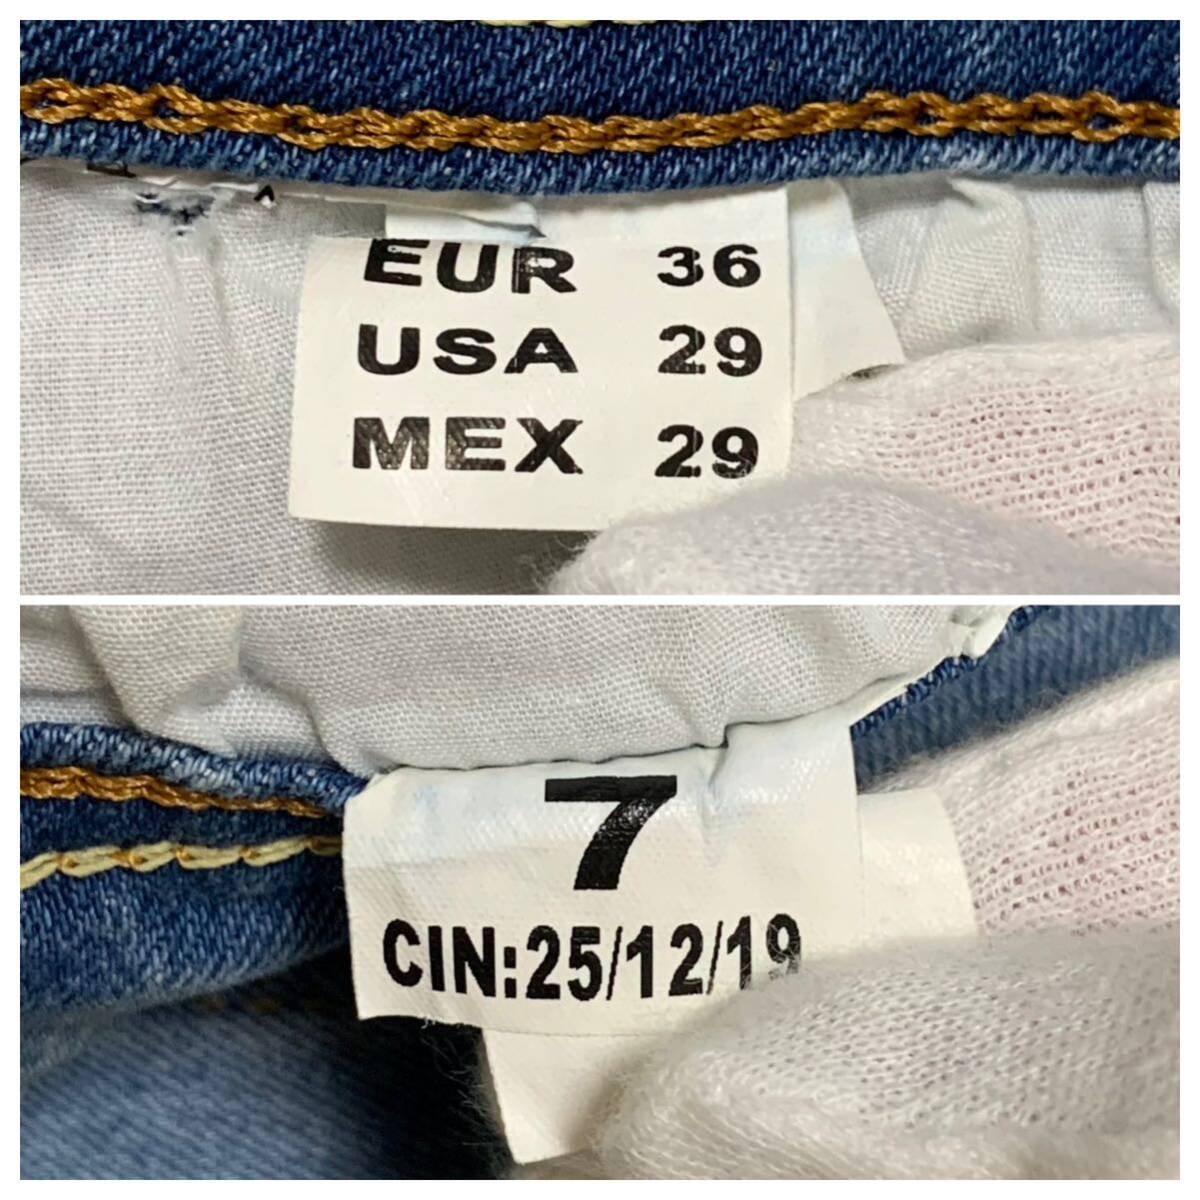 EUR 36
USA 29
MEX 29
7
CIN:25/12/19